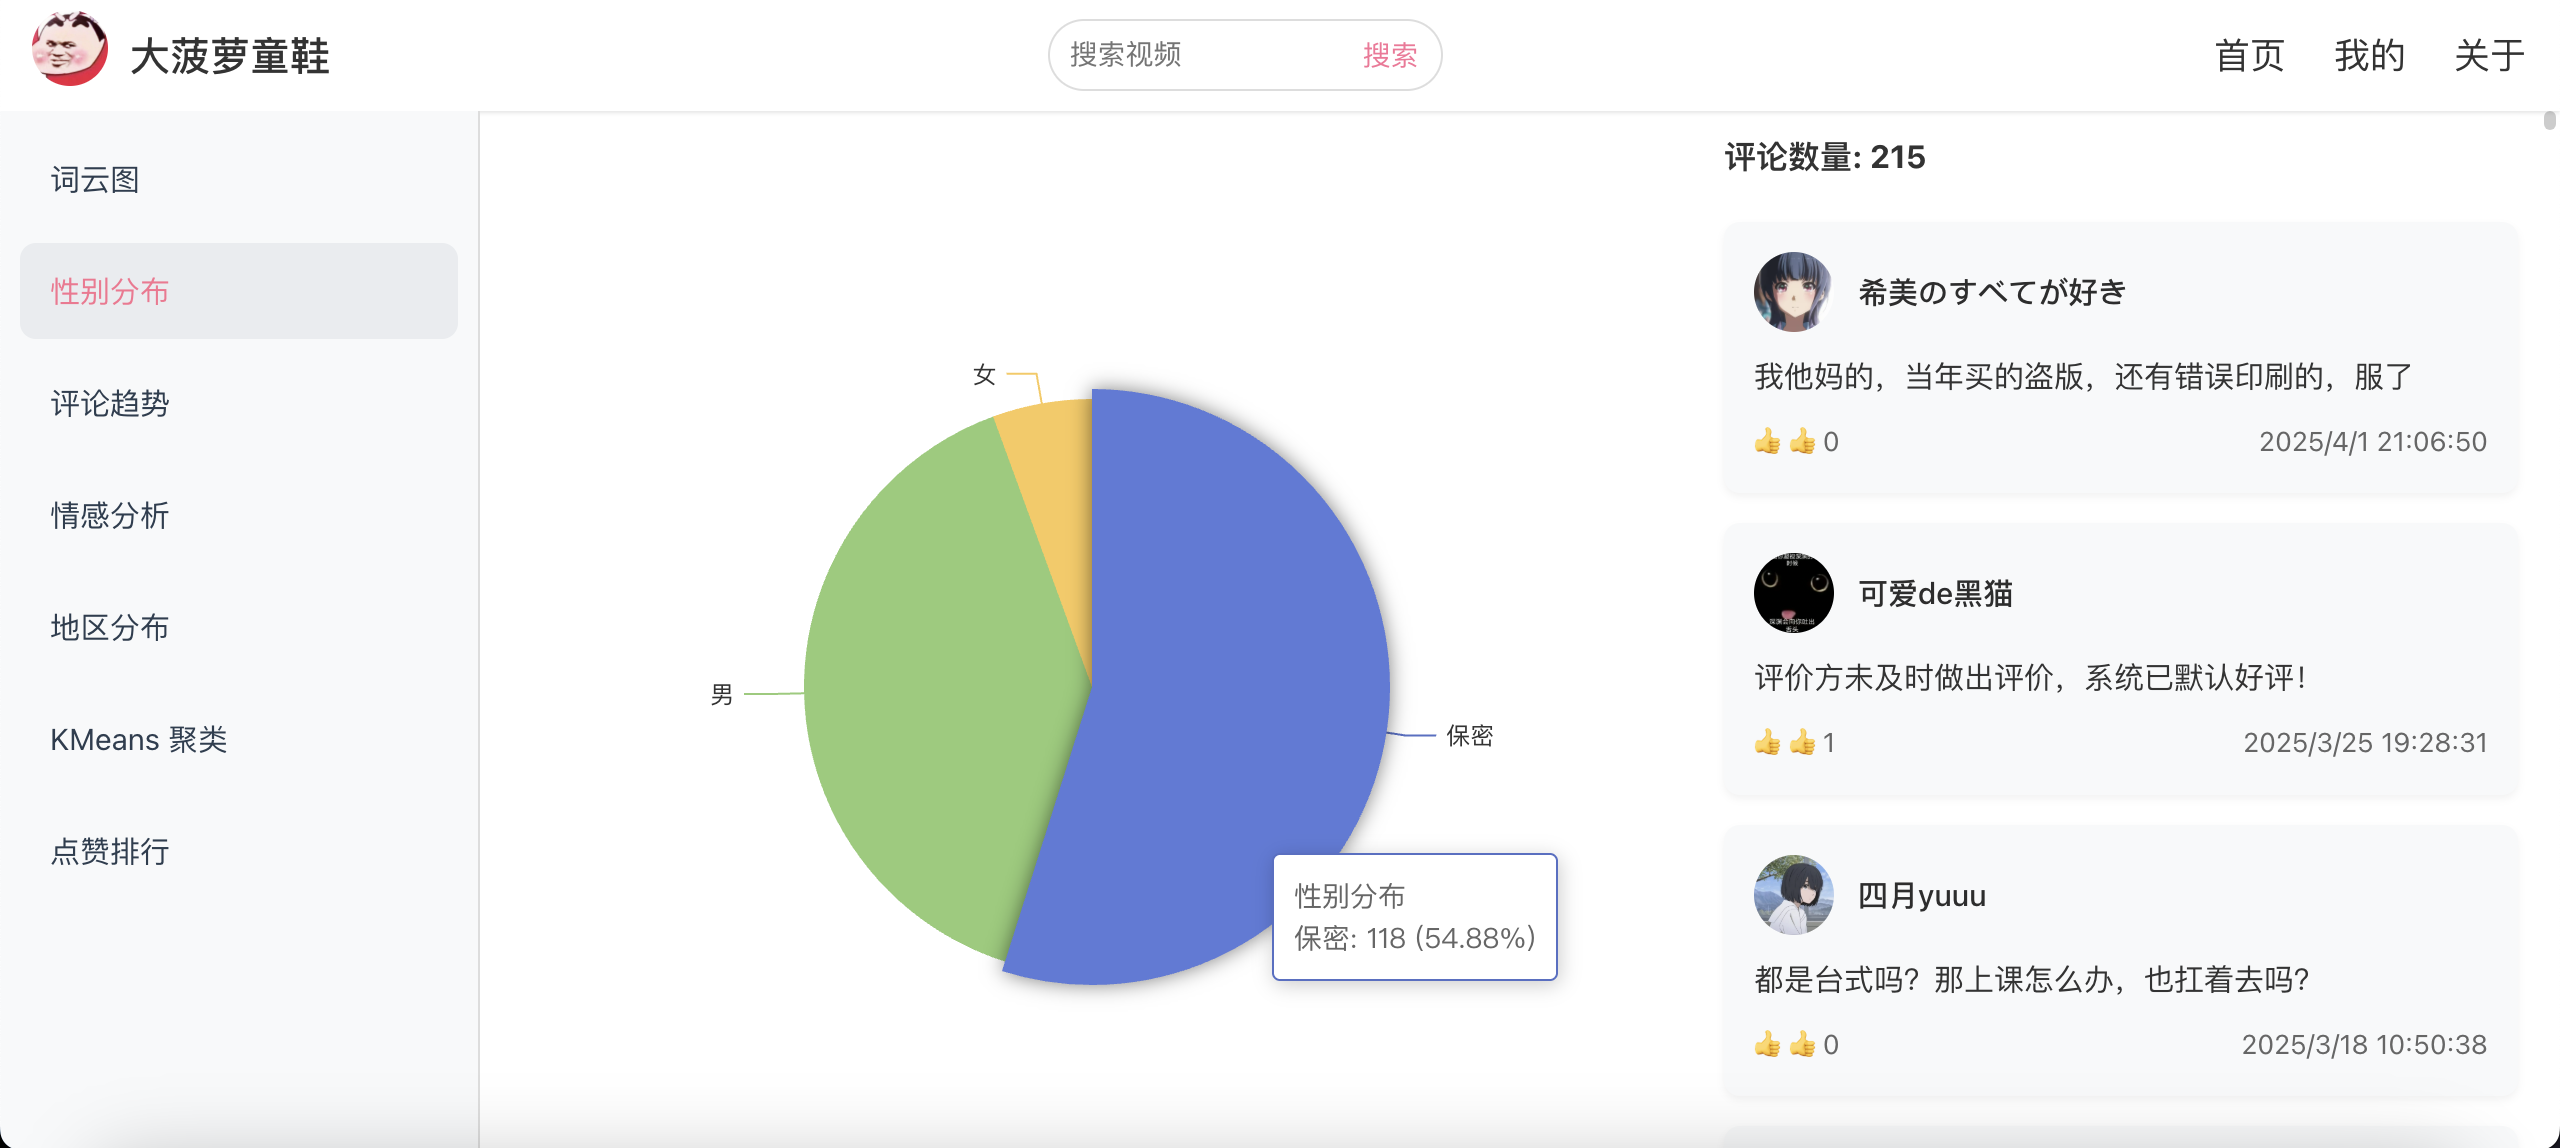 大菠萝童鞋
搜索视频
搜索
首页
我的
关于
词云图
性别分布
评论趋势
情感分析
地区分布
KMeans 聚类
点赞排行
女
男
保密
性别分布
保密: 118 (54.88%)
评论数量: 215
希美のすべてが好き
我他妈的，当年买的盗版，还有错误印刷的，服了
👍 👍 0
2025/4/1 21:06:50
可爱de黑猫
评价方未及时做出评价，系统已默认好评！
👍 👍 1
2025/3/25 19:28:31
四月yuuu
都是台式吗？那上课怎么办，也扛着去吗?
👍 👍 0
2025/3/18 10:50:38